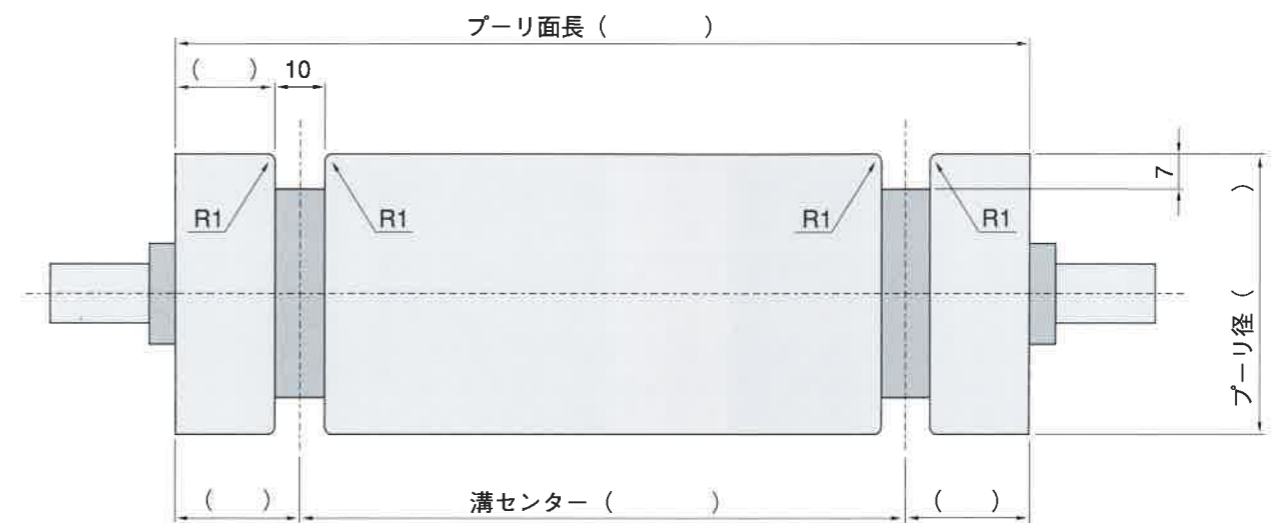 プーリ面長（　　　）
（　）
10
7
R1
R1
R1
R1
プーリ径（　　　）
（　）
溝センター（　　　）
（　）